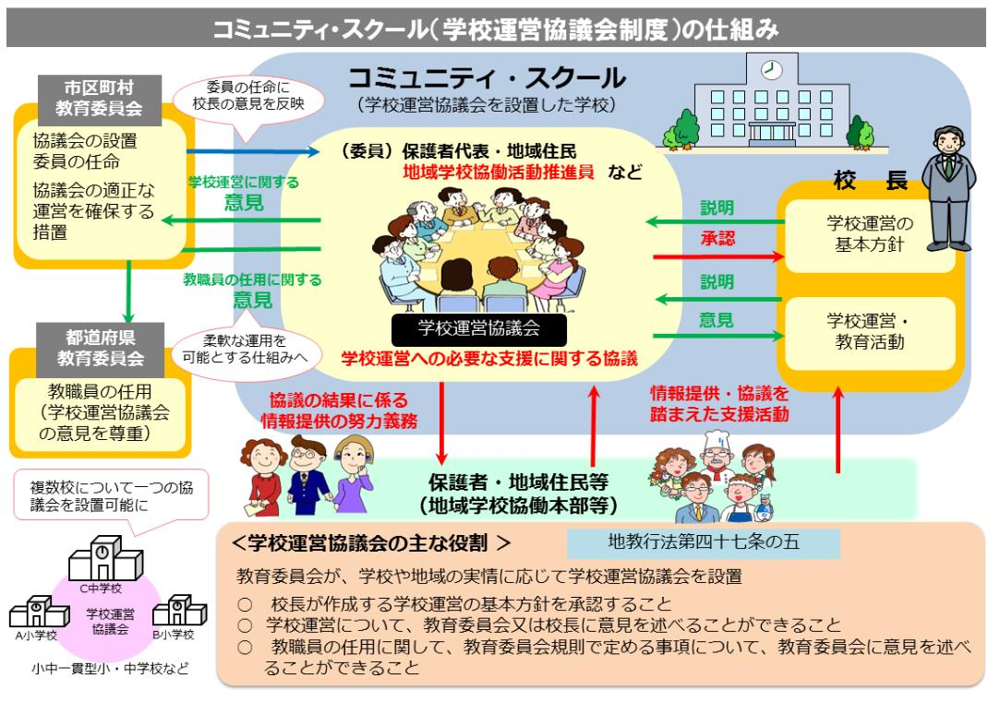 コミュニティ・スクール（学校運営協議会制度）の仕組み
市区町村
教育委員会
協議会の設置
委員の任命
協議会の適正な
運営を確保する
措置
委員の任命に
校長の意見を反映
コミュニティ・スクール
（学校運営協議会を設置した学校）
（委員）保護者代表・地域住民
地域学校協働活動推進員 など
学校運営に関する
意見
教職員の任用に関する
意見
柔軟な運用を
可能とする仕組みへ
学校運営協議会
学校運営への必要な支援に関する協議
説明
承認
説明
意見
校 長
学校運営の
基本方針
学校運営・
教育活動
都道府県
教育委員会
教職員の任用
（学校運営協議会
の意見を尊重）
協議の結果に係る
情報提供の努力義務
情報提供・協議を
踏まえた支援活動
保護者・地域住民等
（地域学校協働本部等）
複数校について一つの協
議会を設置可能に
C中学校
A小学校
学校運営
協議会
B小学校
小中一貫型小・中学校など
＜学校運営協議会の主な役割 ＞
地教行法第四十七条の五
教育委員会が、学校や地域の実情に応じて学校運営協議会を設置
○ 校長が作成する学校運営の基本方針を承認すること
○ 学校運営について、教育委員会又は校長に意見を述べることができること
○ 教職員の任用に関して、教育委員会規則で定める事項について、教育委員会に意見を述べ
ることができること